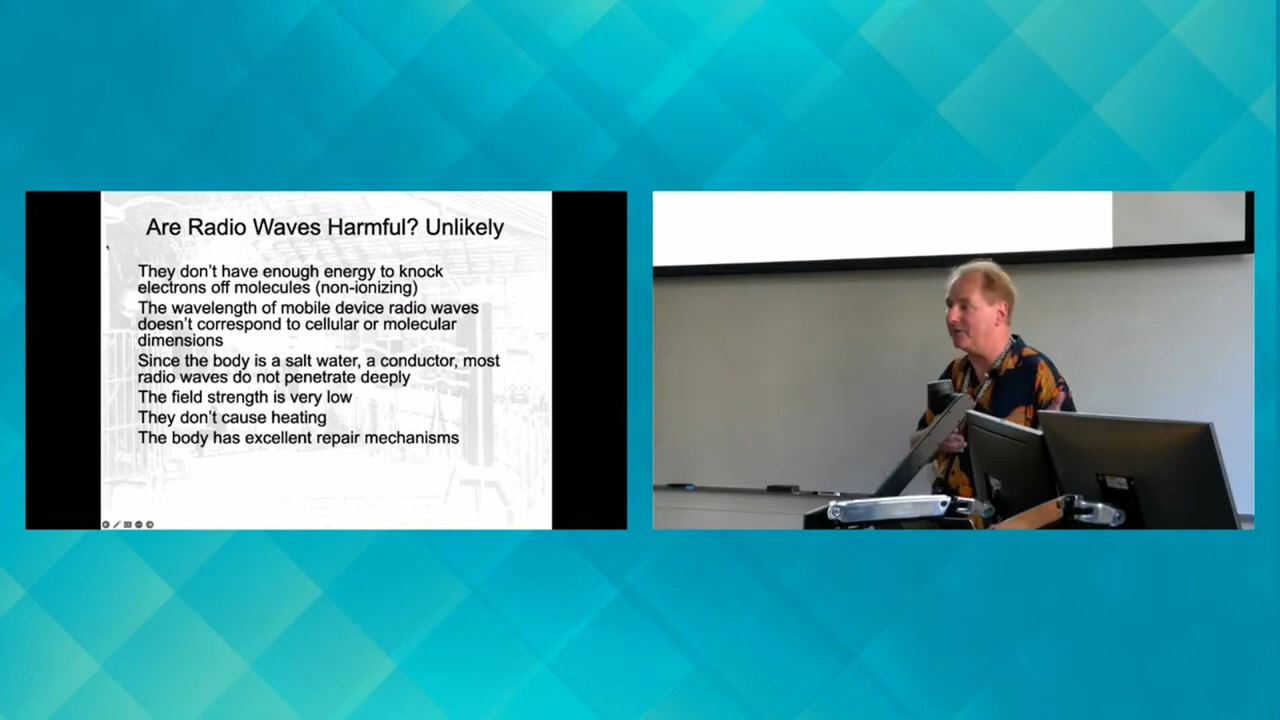 Are Radio Waves Harmful? Unlikely
They don't have enough energy to knock
electrons off molecules (non-ionizing)
The wavelength of mobile device radio waves
doesn't correspond to cellular or molecular
dimensions
Since the body is a salt water, a conductor, most
radio waves do not penetrate deeply
The field strength is very low
They don't cause heating
The body has excellent repair mechanisms